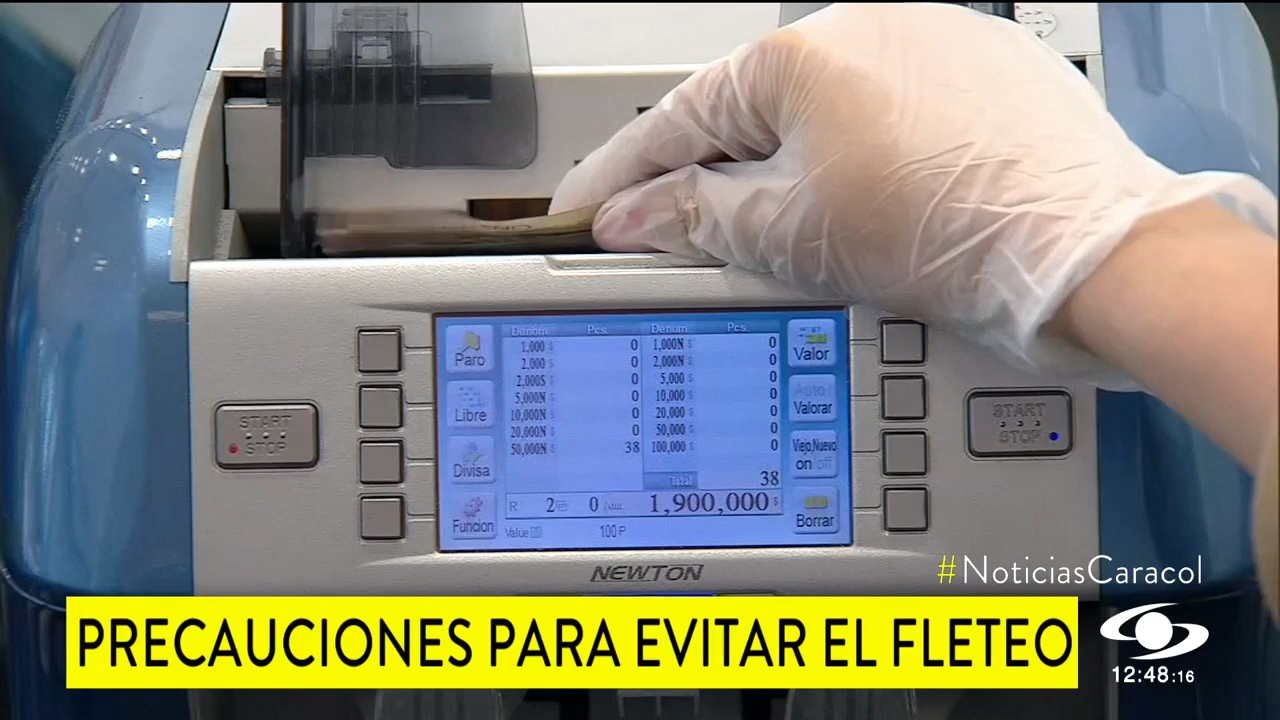 Denom Pcs. Denom Pcs.
1,000 $ 0 1,000N $ 0
2,000 $ 0 2,000N $ 0
2,000S $ 0 5,000 $ 0
5,000N $ 0 10,000 $ 0
10,000N $ 0 20,000 $ 0
20,000N $ 0 50,000 $ 0
50,000N $ 38 100,000 $ 0
Total 38
R 2 0 1,900,000 $
Value 100 P
Paro
Libre
Divisa
Funcion
Valor
Auto/
Valorar
Viejo,Nuevo
on/off
Borrar
START
STOP
START
STOP
NEWTON
#NoticiasCaracol
PRECAUCIONES PARA EVITAR EL FLETEO
12:48:16